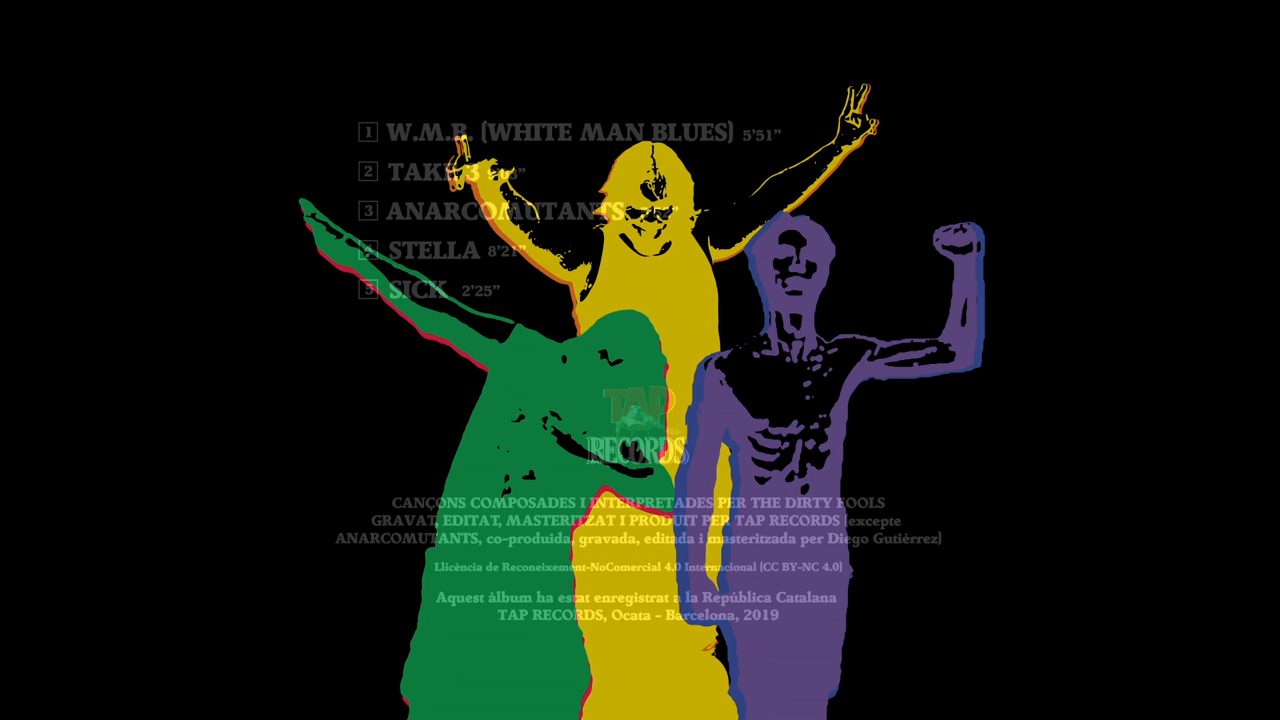 1 W.M.B. (WHITE MAN BLUES) 5'51"
2 TAKE 3
3 ANARCOMUTANTS
4 STELLA 8'21"
5 SICK 2'25"
TAP
RECORDS
CANÇONS COMPOSADES I INTERPRETADES PER THE DIRTY FOOLS
GRAVAT, EDITAT, MASTERITZAT I PRODUIT PER TAP RECORDS (excepte
ANARCOMUTANTS, co-produida, gravada, editada i masteritzada per Diego Gutiérrez)
Llicència de Reconeixement-NoComercial 4.0 Internacional (CC BY-NC 4.0)
Aquest àlbum ha estat enregistrat a la República Catalana
TAP RECORDS, Ocata - Barcelona, 2019